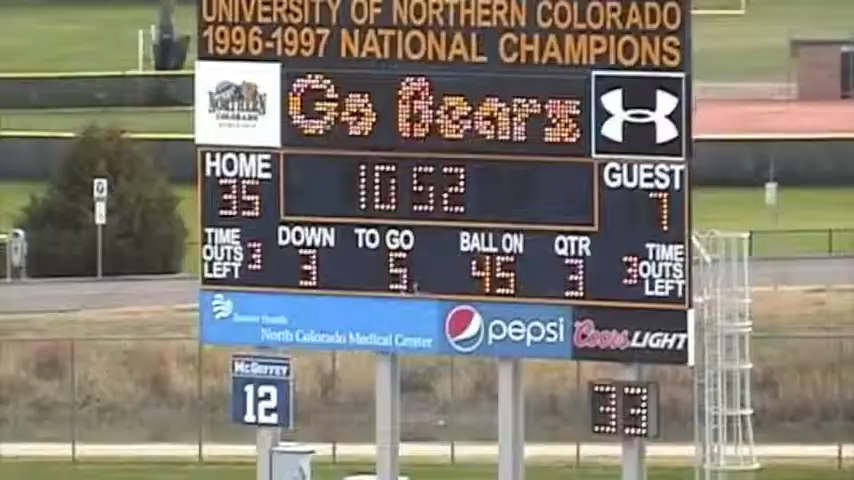 UNIVERSITY OF NORTHERN COLORADO
1996-1997 NATIONAL CHAMPIONS
NORTHERN
COLORADO
Go Bears
HOME
35
10 52
GUEST
7
TIME
OUTS
LEFT
3
DOWN
3
TO GO
5
BALL ON
45
QTR
3
3
TIME
OUTS
LEFT
North Colorado Medical Center
pepsi
Coors LIGHT
McGUFFEY
12
33